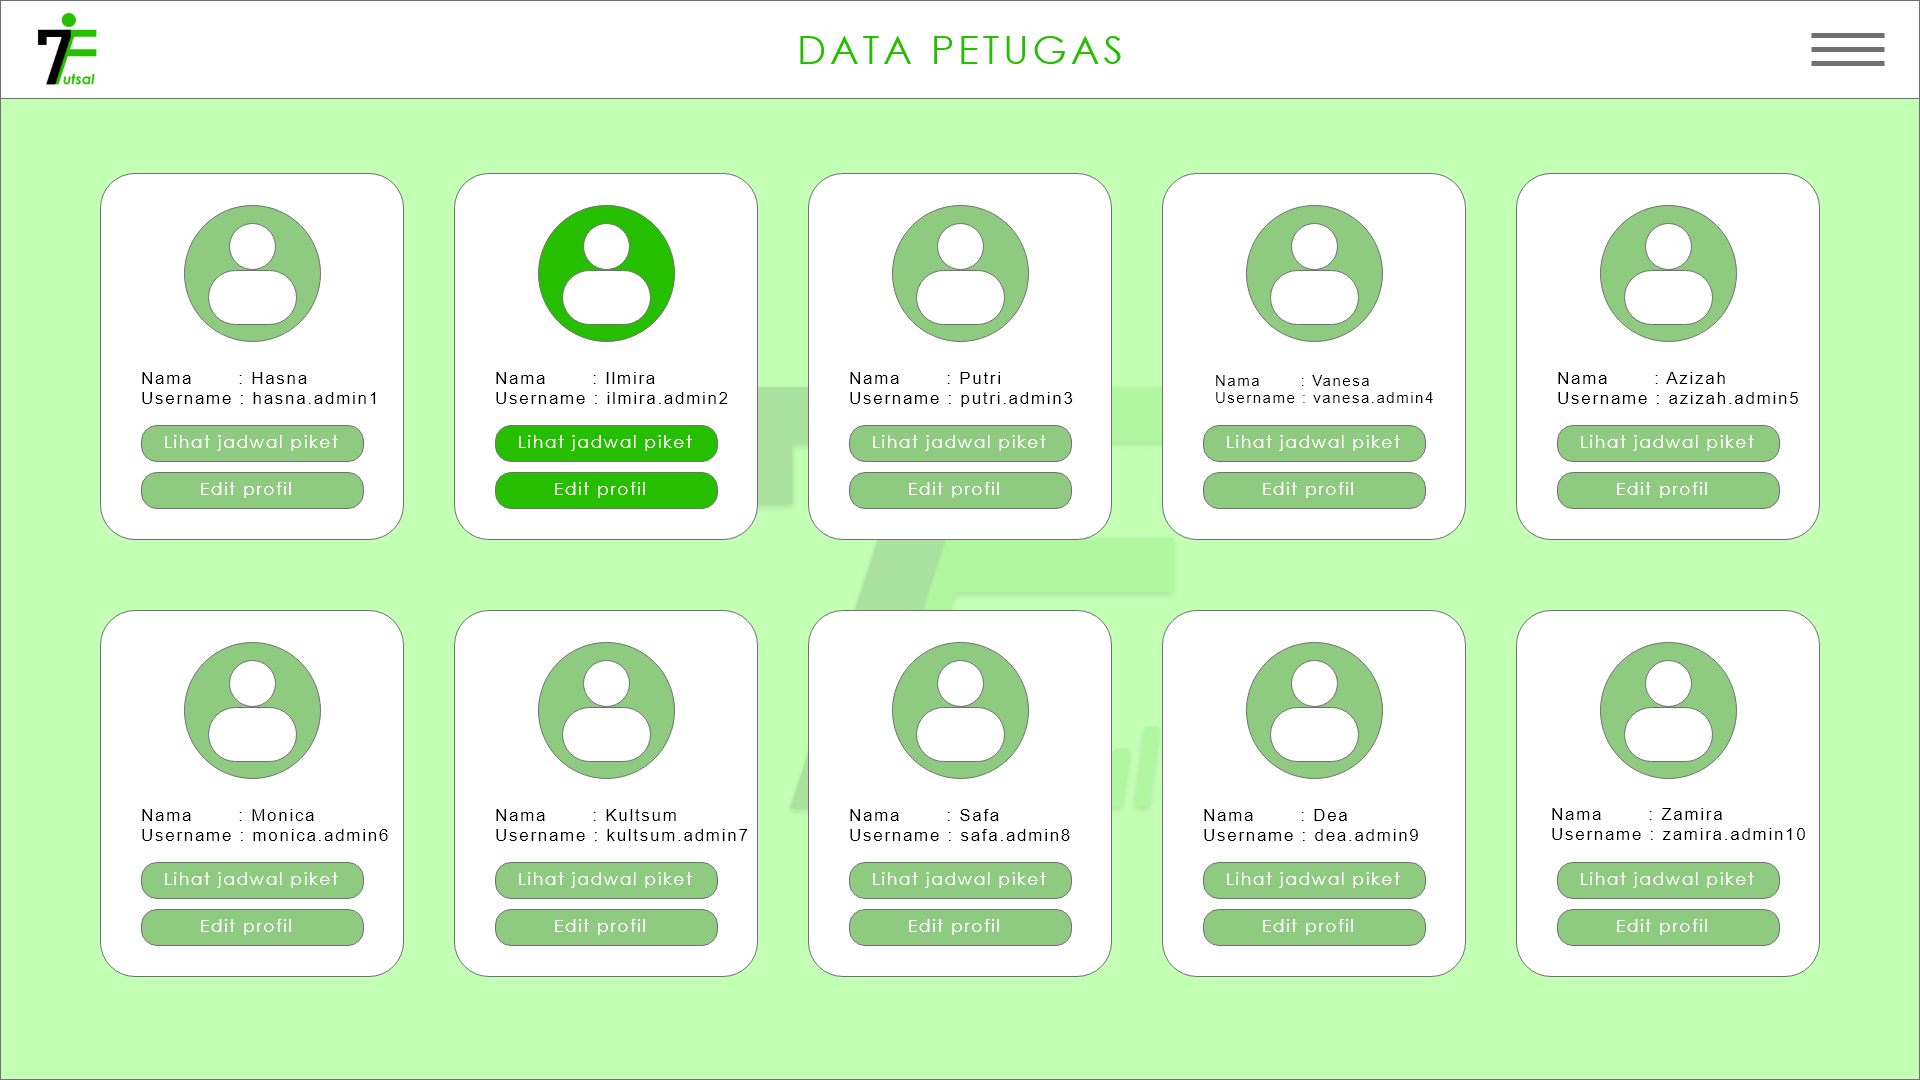 7F
utsal
DATA PETUGAS
Nama : Hasna
Username : hasna.admin1
Lihat jadwal piket
Edit profil
Nama : Ilmira
Username : ilmira.admin2
Lihat jadwal piket
Edit profil
Nama : Putri
Username : putri.admin3
Lihat jadwal piket
Edit profil
Nama : Vanesa
Username : vanesa.admin4
Lihat jadwal piket
Edit profil
Nama : Azizah
Username : azizah.admin5
Lihat jadwal piket
Edit profil
Nama : Monica
Username : monica.admin6
Lihat jadwal piket
Edit profil
Nama : Kultsum
Username : kultsum.admin7
Lihat jadwal piket
Edit profil
Nama : Safa
Username : safa.admin8
Lihat jadwal piket
Edit profil
Nama : Dea
Username : dea.admin9
Lihat jadwal piket
Edit profil
Nama : Zamira
Username : zamira.admin10
Lihat jadwal piket
Edit profil